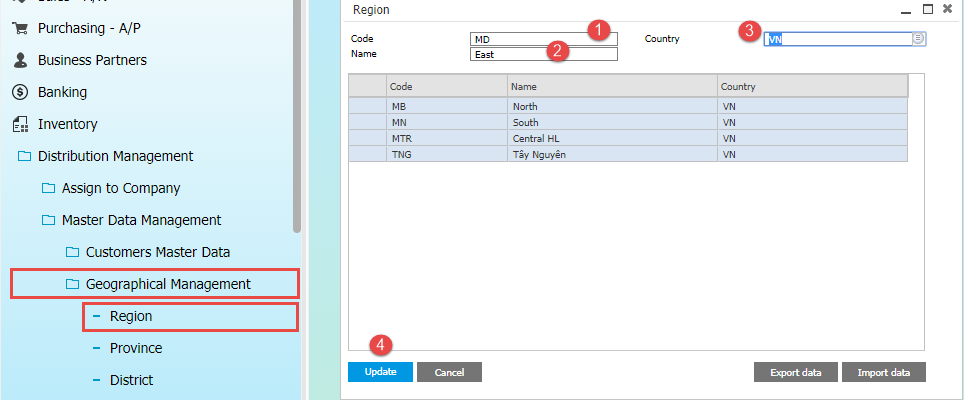 Purchasing - A/P
Business Partners
Banking
Inventory
Distribution Management
Assign to Company
Master Data Management
Customers Master Data
Geographical Management
Region
Province
District
Region
Code MD 1 Country 3 VN
Name East 2
Code Name Country
MB North VN
MN South VN
MTR Central HL VN
TNG Tây Nguyên VN
4
Update Cancel Export data Import data